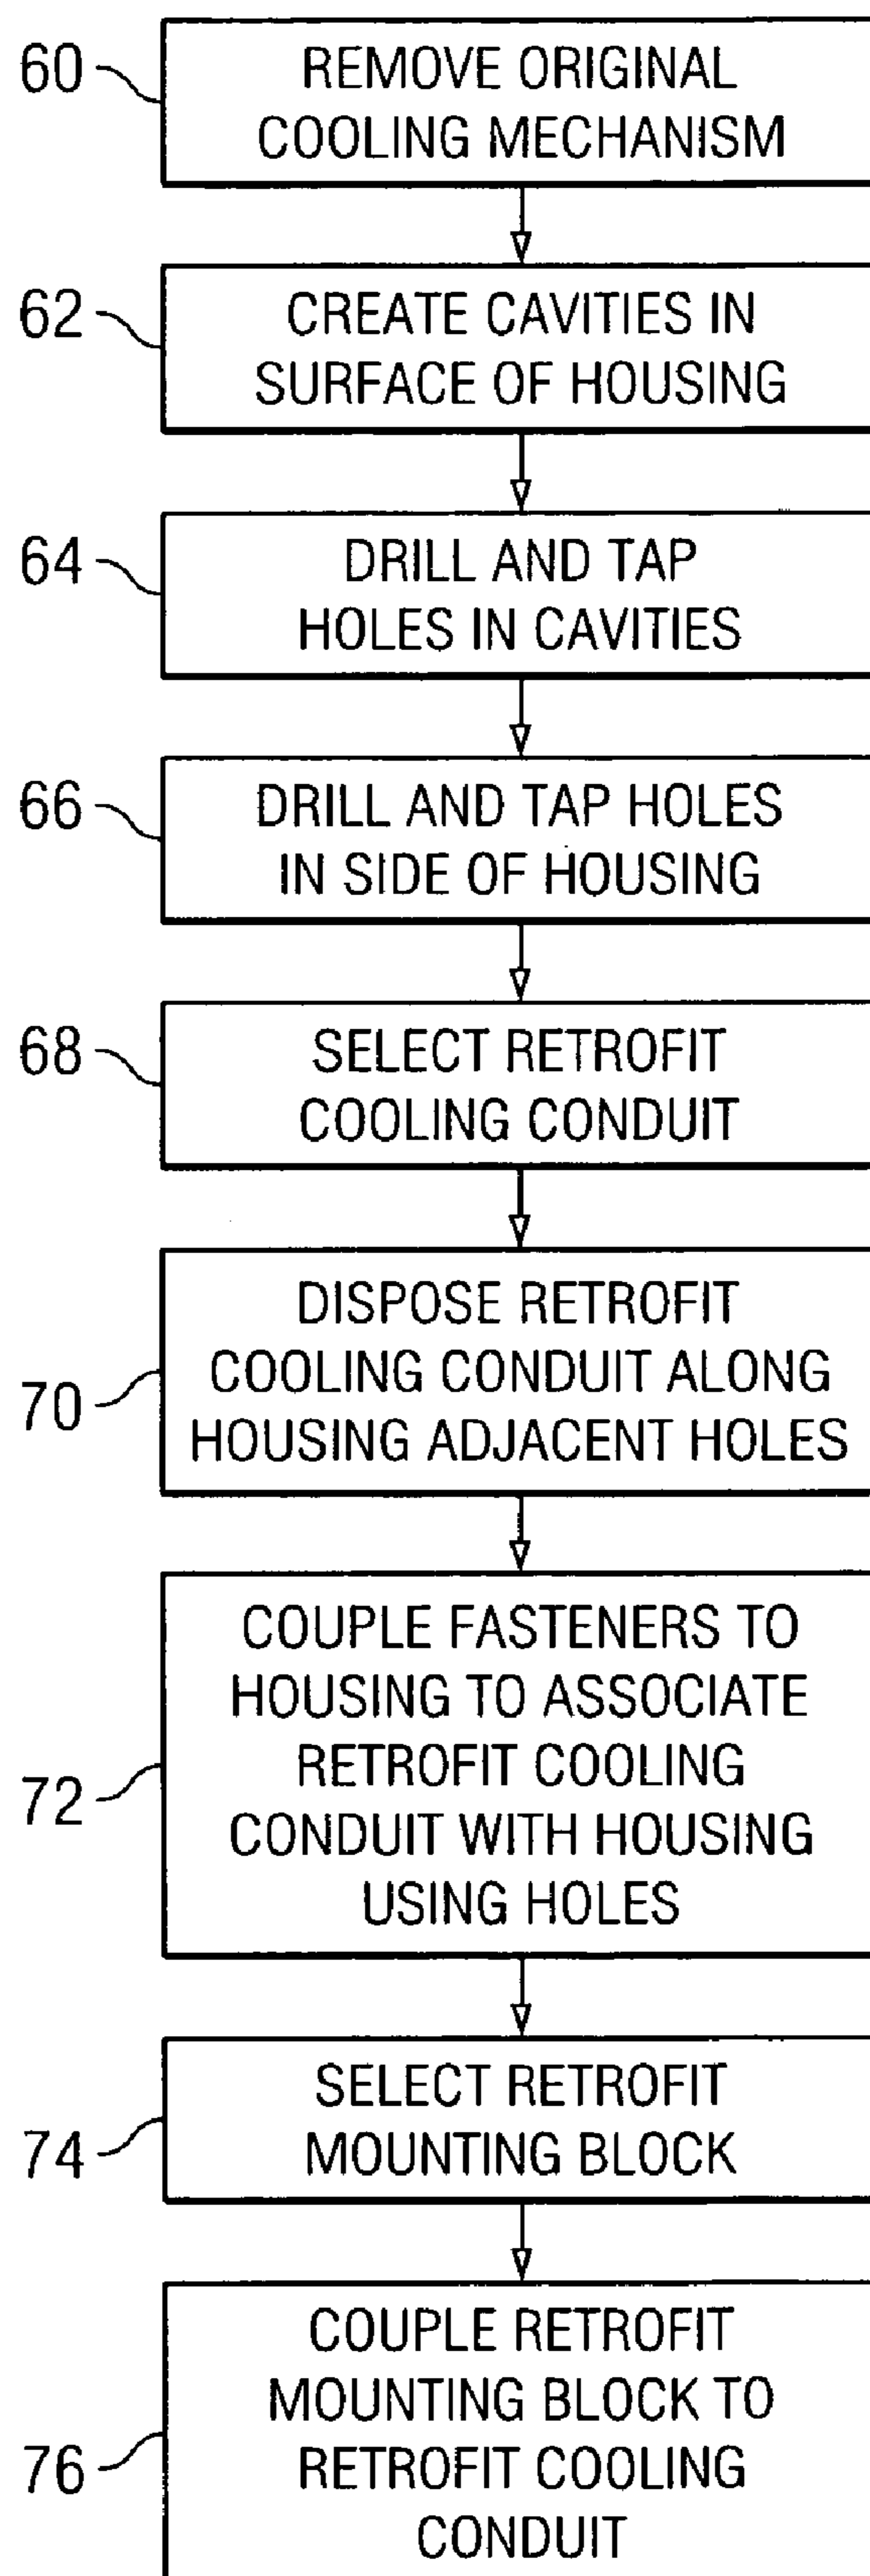 60
REMOVE ORIGINAL
COOLING MECHANISM
62
CREATE CAVITIES IN
SURFACE OF HOUSING
64
DRILL AND TAP
HOLES IN CAVITIES
66
DRILL AND TAP HOLES
IN SIDE OF HOUSING
68
SELECT RETROFIT
COOLING CONDUIT
70
DISPOSE RETROFIT
COOLING CONDUIT ALONG
HOUSING ADJACENT HOLES
72
COUPLE FASTENERS TO
HOUSING TO ASSOCIATE
RETROFIT COOLING
CONDUIT WITH HOUSING
USING HOLES
74
SELECT RETROFIT
MOUNTING BLOCK
76
COUPLE RETROFIT
MOUNTING BLOCK TO
RETROFIT COOLING
CONDUIT